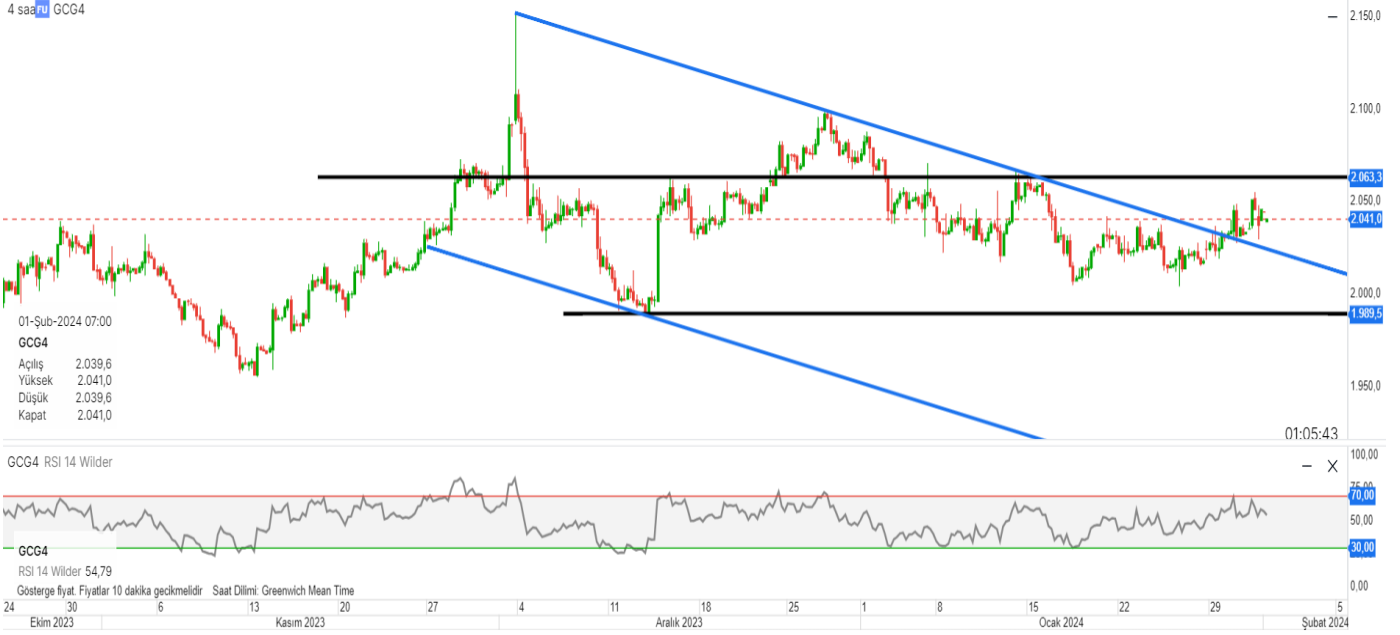 4 saa FU GCG4
2.150,0
2.100,0
2.063,3
2.050,0
2.041,0
2.000,0
1.989,5
1.950,0
01-Şub-2024 07:00
GCG4
Açılış 2.039,6
Yüksek 2.041,0
Düşük 2.039,6
Kapat 2.041,0
01:05:43
GCG4 RSI 14 Wilder
100,00
75,00
70,00
50,00
30,00
0,00
GCG4
RSI 14 Wilder 54,79
Gösterge fiyat. Fiyatlar 10 dakika gecikmelidir Saat Dilimi: Greenwich Mean Time
24 30 6 13 20 27 4 11 18 25 1 8 15 22 29 5
Ekim 2023 Kasım 2023 Aralık 2023 Ocak 2024 Şubat 2024